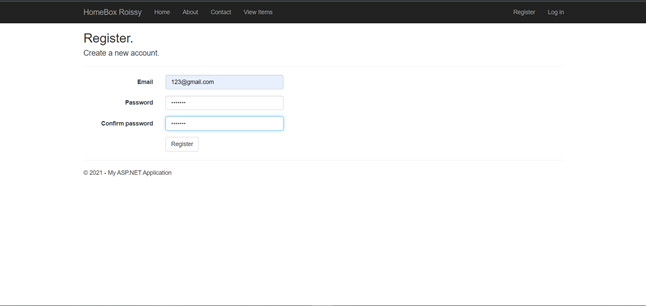 HomeBox Roissy Home About Contact View Items Register Log in
Register.
Create a new account.
Email 123@gmail.com
Password •••••••
Confirm password •••••••
Register
© 2021 - My ASP.NET Application